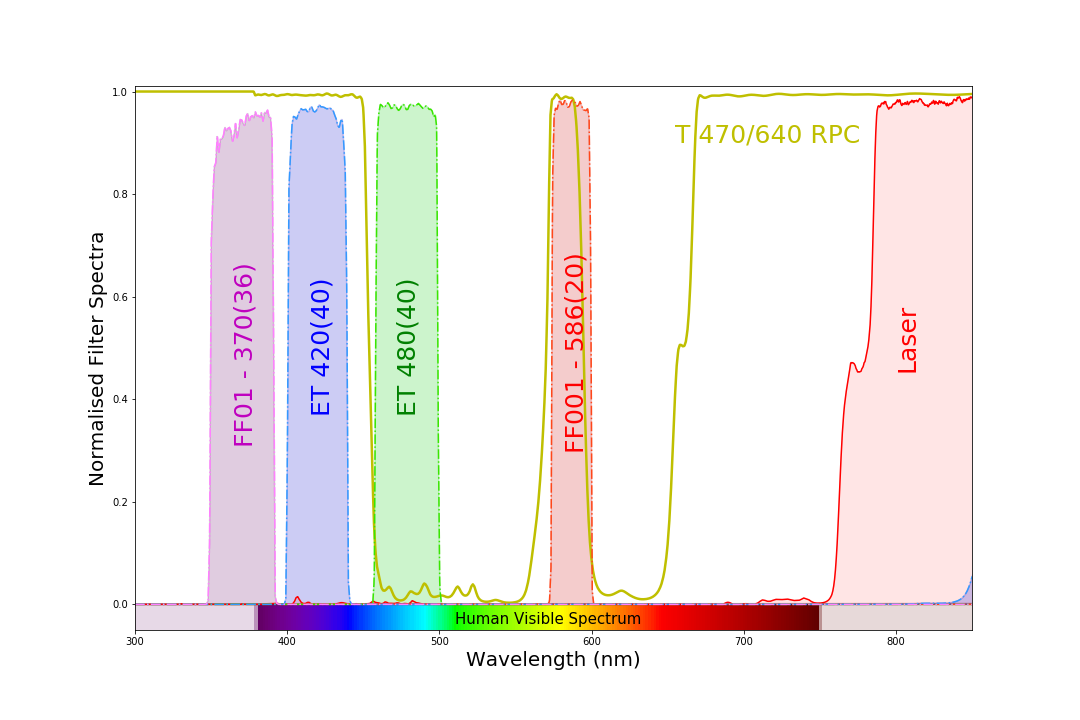 1.0
0.8
0.6
0.4
0.2
0.0
Normalised Filter Spectra
T 470/640 RPC
FF01 - 370(36)
ET 420(40)
ET 480(40)
FF001 - 586(20)
Laser
Human Visible Spectrum
300 400 500 600 700 800
Wavelength (nm)